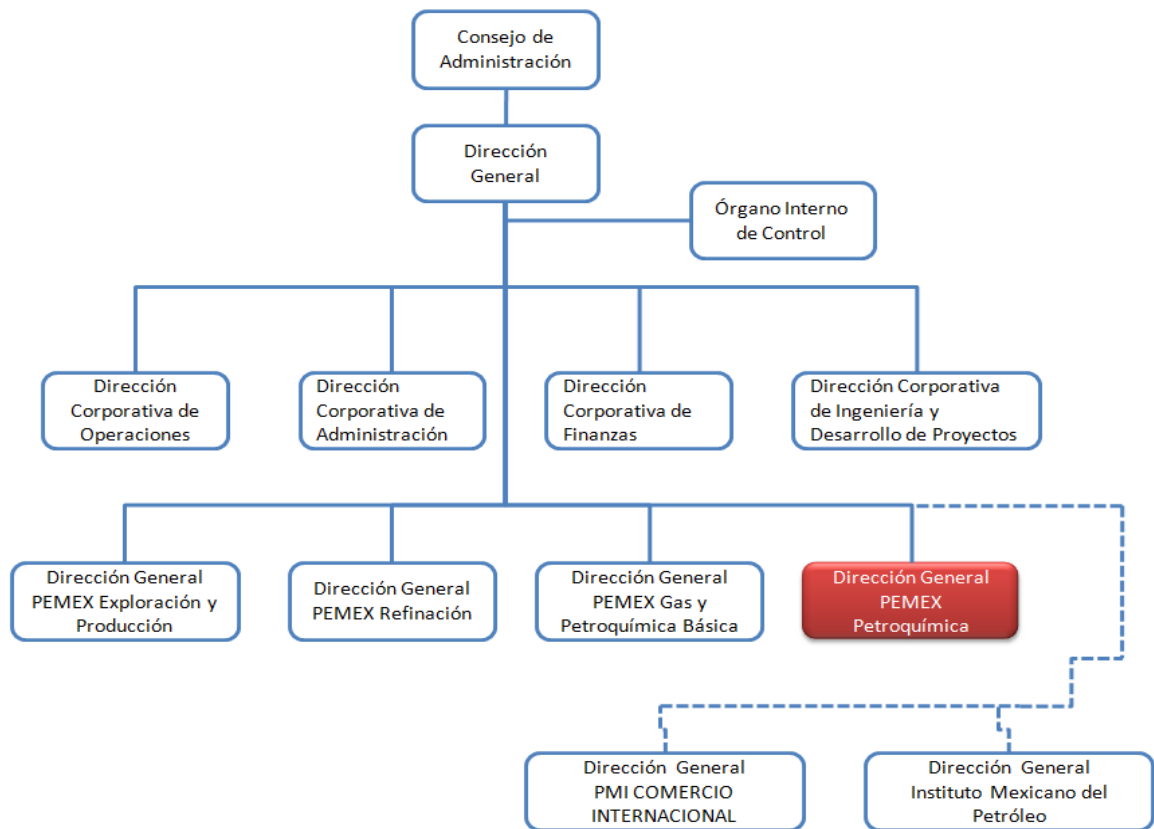 Consejo de
Administración
Dirección
General
Órgano Interno
de Control
Dirección
Corporativa de
Operaciones
Dirección
Corporativa de
Administración
Dirección
Corporativa de
Finanzas
Dirección Corporativa
de Ingeniería y
Desarrollo de Proyectos
Dirección General
PEMEX Exploración y
Producción
Dirección General
PEMEX Refinación
Dirección General
PEMEX Gas y
Petroquímica Básica
Dirección General
PEMEX
Petroquímica
Dirección General
PMI COMERCIO
INTERNACIONAL
Dirección General
Instituto Mexicano del
Petróleo